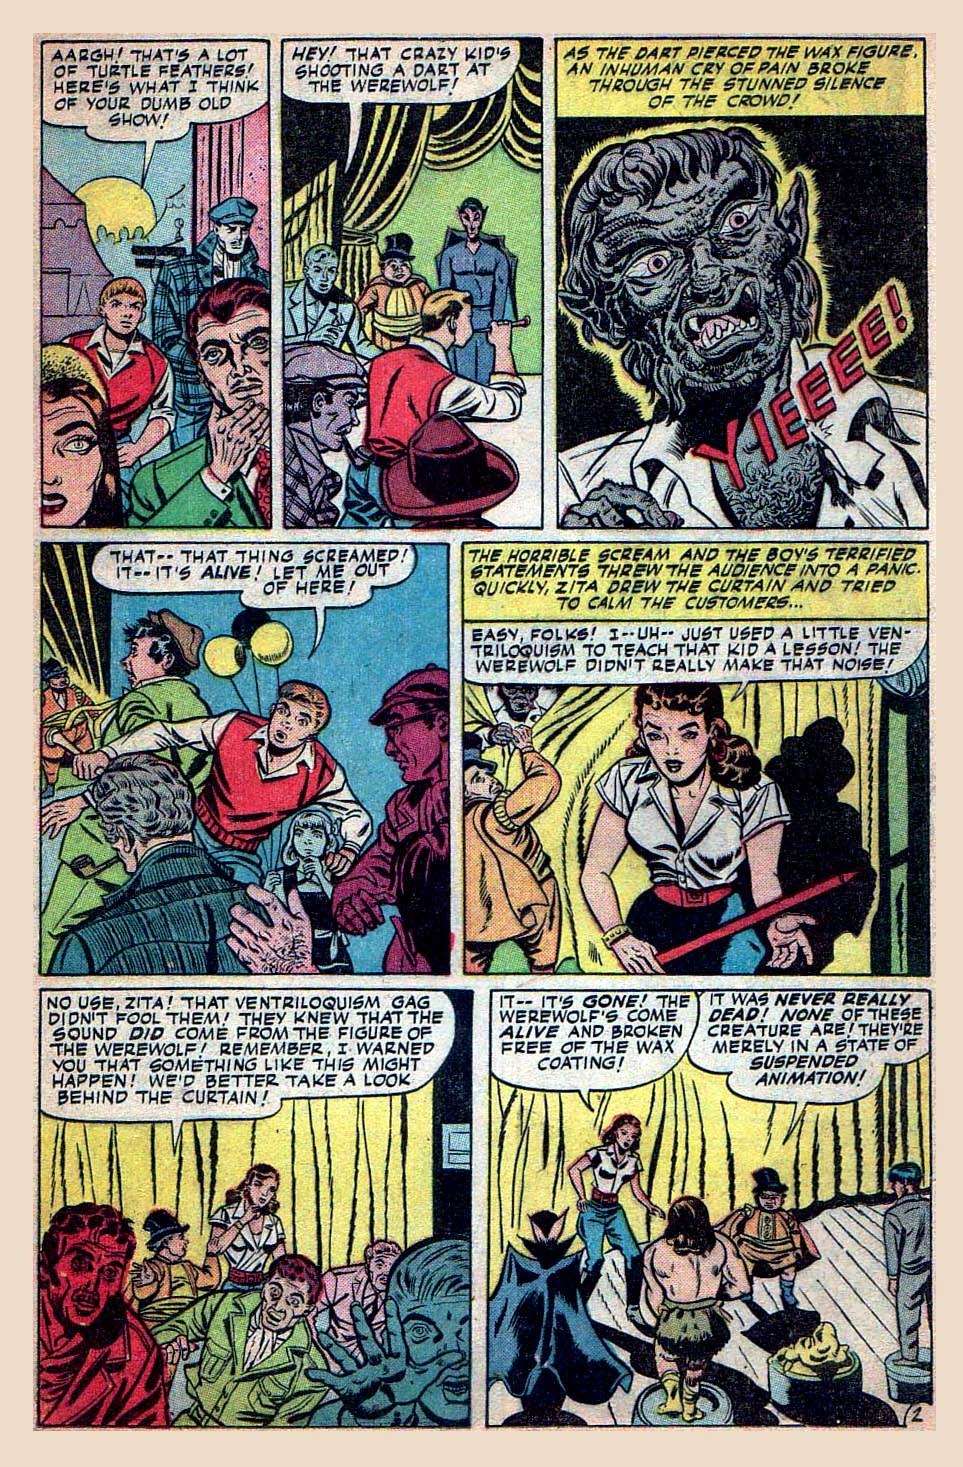 AARGH! THAT'S A LOT
OF TURTLE FEATHERS!
HERE'S WHAT I THINK
OF YOUR DUMB OLD
SHOW!
HEY! THAT CRAZY KID'S
SHOOTING A DART AT
THE WEREWOLF!
AS THE DART PIERCED THE WAX FIGURE,
AN INHUMAN CRY OF PAIN BROKE
THROUGH THE STUNNED SILENCE
OF THE CROWD!
YIEEEE!
THAT-- THAT THING SCREAMED!
IT-- IT'S ALIVE! LET ME OUT
OF HERE!
THE HORRIBLE SCREAM AND THE BOY'S TERRIFIED
STATEMENTS THREW THE AUDIENCE INTO A PANIC.
QUICKLY, ZITA DREW THE CURTAIN AND TRIED
TO CALM THE CUSTOMERS...
EASY, FOLKS! I--UH-- JUST USED A LITTLE VEN-
TRILOQUISM TO TEACH THAT KID A LESSON! THE
WEREWOLF DIDN'T REALLY MAKE THAT NOISE!
NO USE, ZITA! THAT VENTRILOQUISM GAG
DIDN'T FOOL THEM! THEY KNEW THAT THE
SOUND DID COME FROM THE FIGURE OF
THE WEREWOLF! REMEMBER, I WARNED
YOU THAT SOMETHING LIKE THIS MIGHT
HAPPEN! WE'D BETTER TAKE A LOOK
BEHIND THE CURTAIN!
IT-- IT'S GONE! THE
WEREWOLF'S COME
ALIVE AND BROKEN
FREE OF THE WAX
COATING!
IT WAS NEVER REALLY
DEAD! NONE OF THESE
CREATURE ARE! THEY'RE
MERELY IN A STATE OF
SUSPENDED
ANIMATION!
2